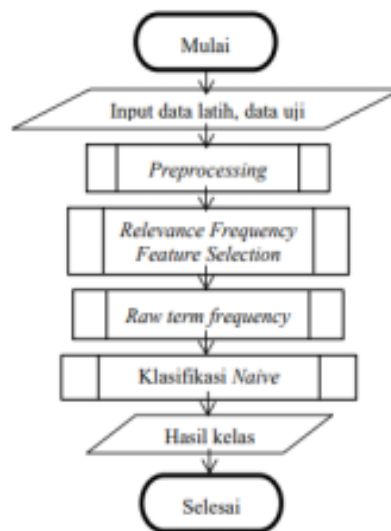 Mulai
Input data latih, data uji
Preprocessing
Relevance Frequency
Feature Selection
Raw term frequency
Klasifikasi Naive
Hasil kelas
Selesai